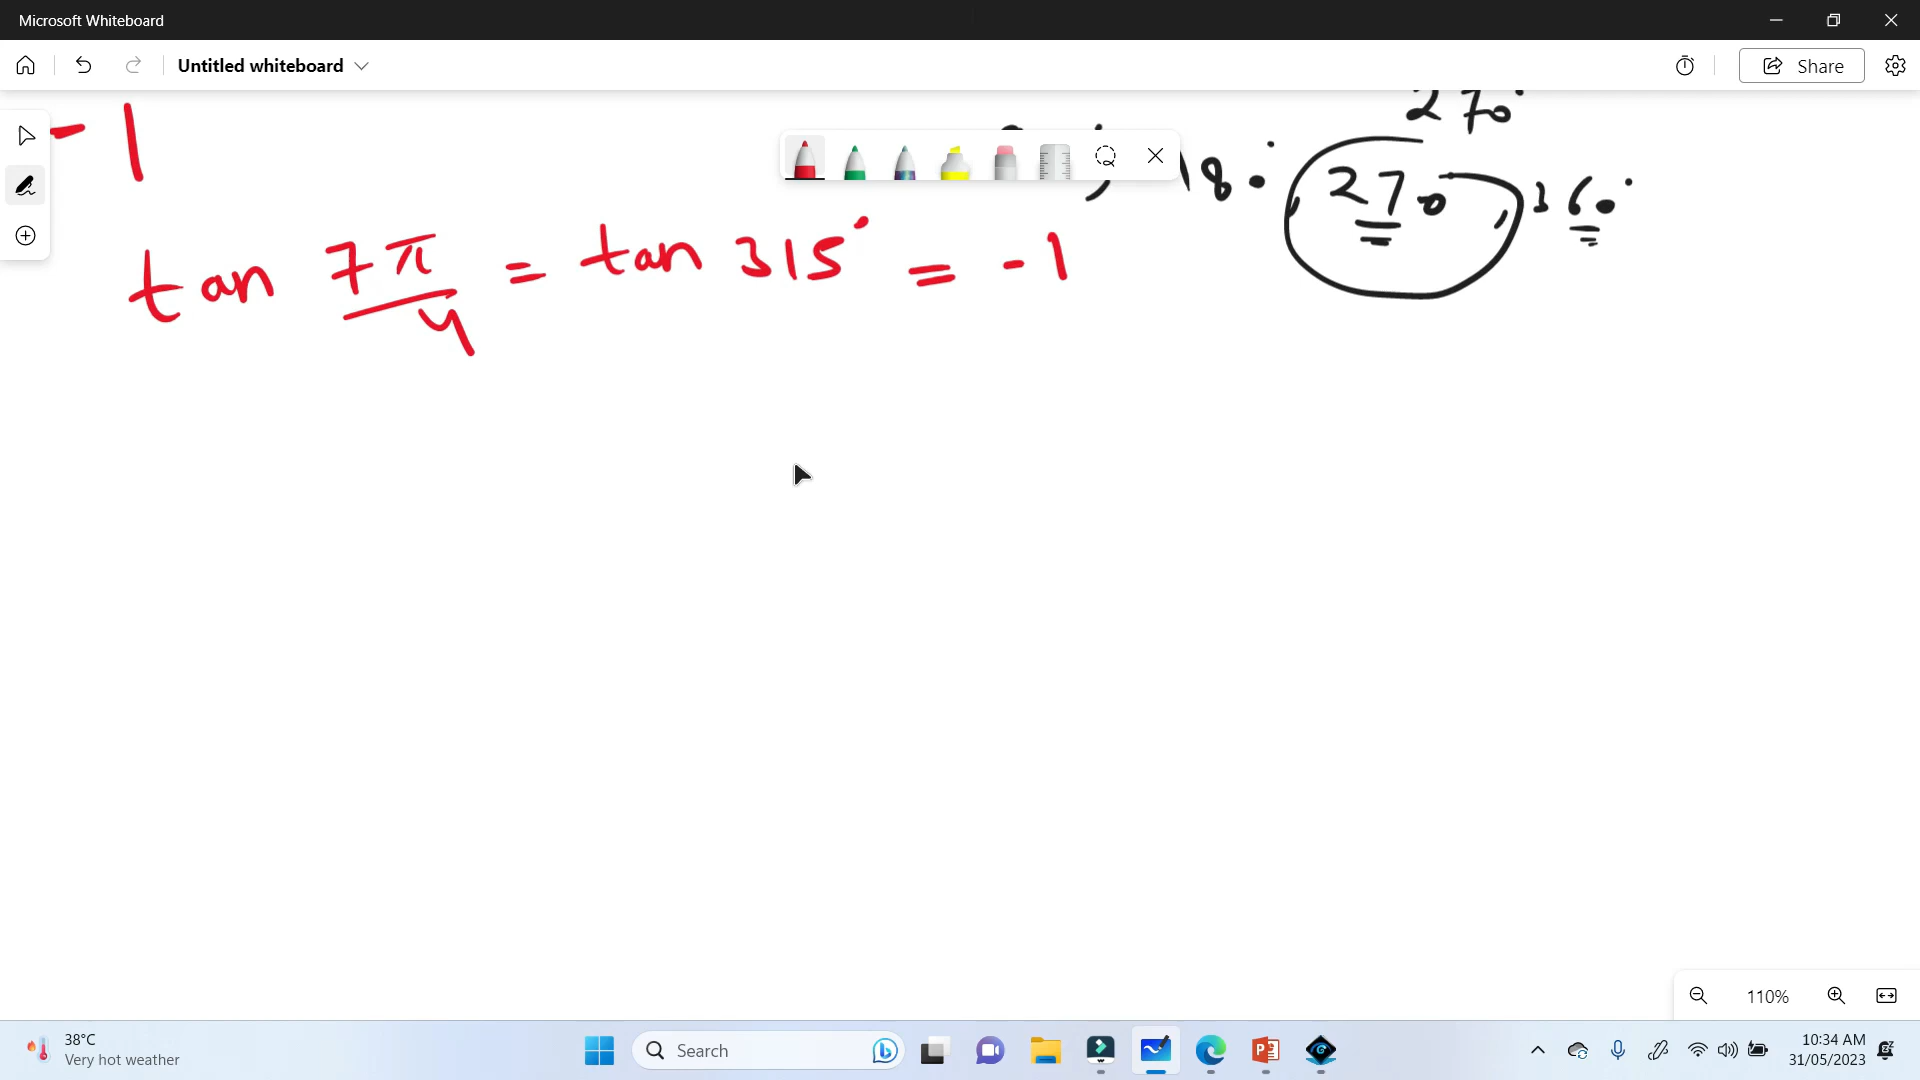 Microsoft Whiteboard
Untitled whiteboard
Share
270°
- 1
180° , 270 , 360°
tan 7π/4 = tan 315° = -1
110%
38°C
Very hot weather
Search
10:34 AM
31/05/2023